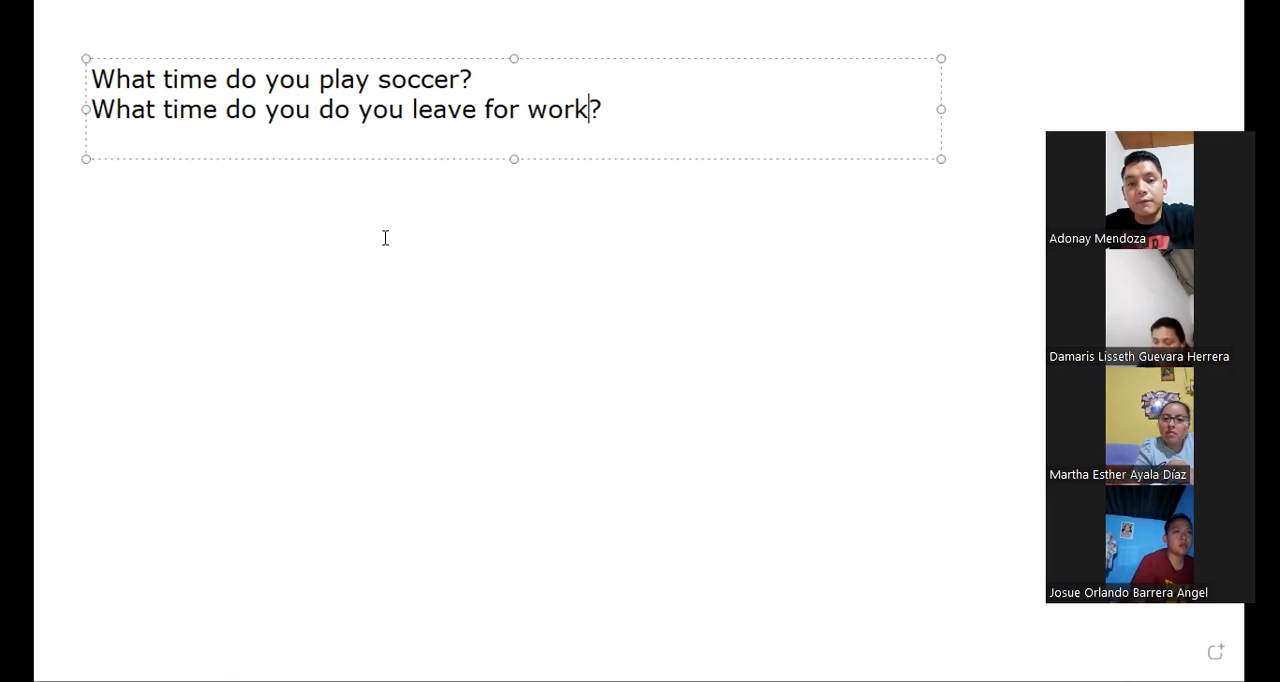 What time do you play soccer?
What time do you do you leave for work?
Adonay Mendoza
Damaris Lisseth Guevara Herrera
Martha Esther Ayala Díaz
Josue Orlando Barrera Angel